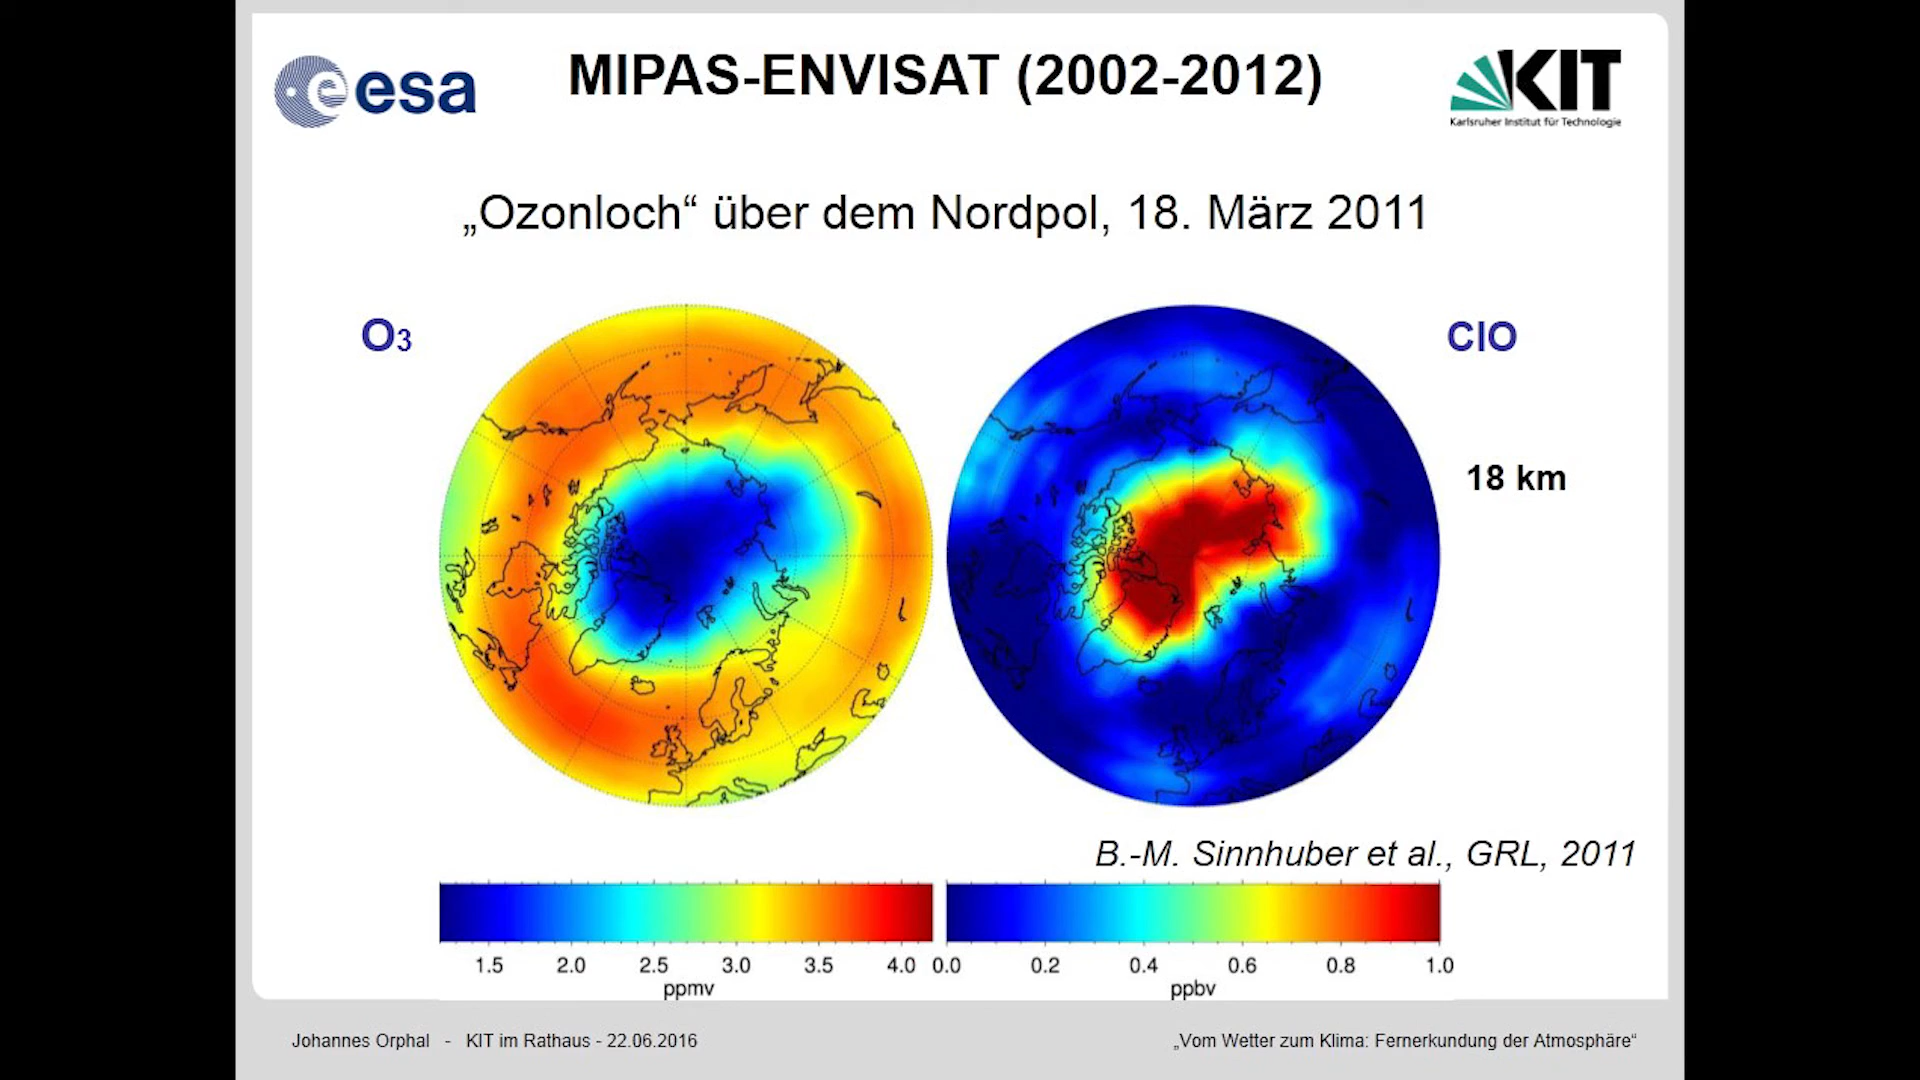 esa
MIPAS-ENVISAT (2002-2012)
KIT
Karlsruher Institut für Technologie
„Ozonloch“ über dem Nordpol, 18. März 2011
O₃
ClO
18 km
B.-M. Sinnhuber et al., GRL, 2011
1.5 2.0 2.5 3.0 3.5 4.0
ppmv
0.0 0.2 0.4 0.6 0.8 1.0
ppbv
Johannes Orphal - KIT im Rathaus - 22.06.2016
„Vom Wetter zum Klima: Fernerkundung der Atmosphäre“